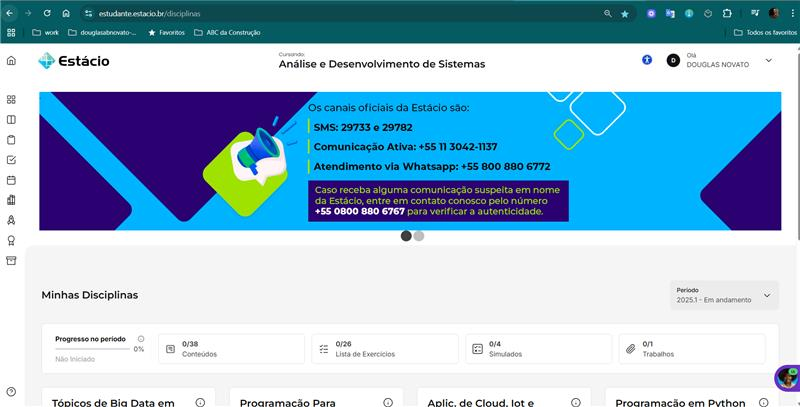 estudante.estacio.br/disciplinas
work
douglasabnovato-...
Favoritos
ABC da Construção
Todos os favoritos
Estácio
Cursando:
Análise e Desenvolvimento de Sistemas
D
Olá
DOUGLAS NOVATO
Os canais oficiais da Estácio são:
SMS: 29733 e 29782
Comunicação Ativa: +55 11 3042-1137
Atendimento via Whatsapp: +55 800 880 6772
Caso receba alguma comunicação suspeita em nome
da Estácio, entre em contato conosco pelo número
+55 0800 880 6767 para verificar a autenticidade.
Minhas Disciplinas
Período
2025.1 - Em andamento
Progresso no período
0%
Não Iniciado
0/38
Conteúdos
0/26
Lista de Exercícios
0/4
Simulados
0/1
Trabalhos
Tópicos de Big Data em
Programação Para
Aplic. de Cloud, Iot e
Programação em Python